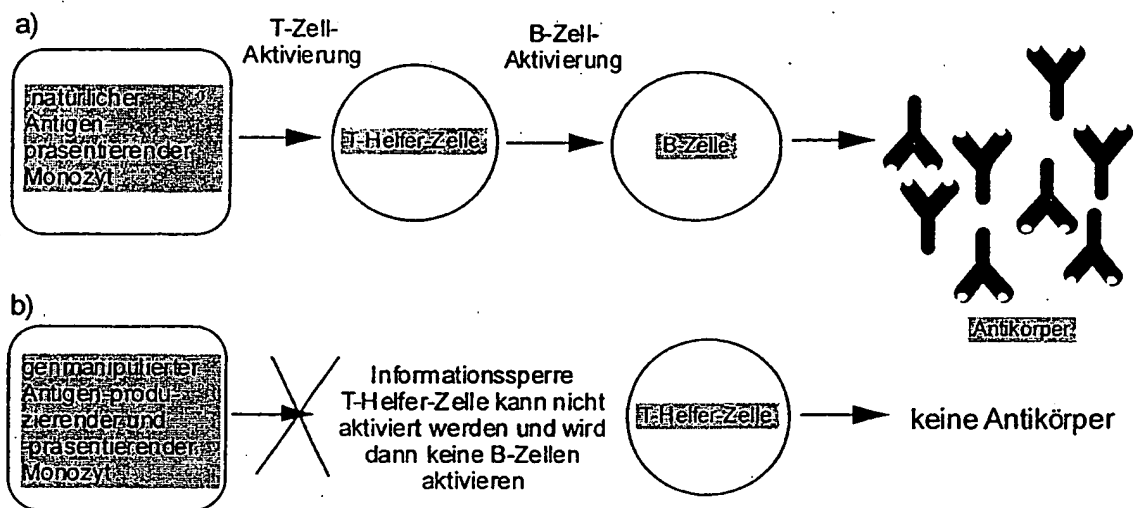 a)
T-Zell-
Aktivierung
B-Zell-
Aktivierung
natürlicher
Antigen-
präsentierender
Monozyt
T-Helfer-Zelle
B-Zelle
Antikörper
b)
genmanipulierter
Antigen-produ-
zierender und
-präsentierender
Monozyt
Informationssperre
T-Helfer-Zelle kann nicht
aktiviert werden und wird
dann keine B-Zellen
aktivieren
T-Helfer-Zelle
keine Antikörper